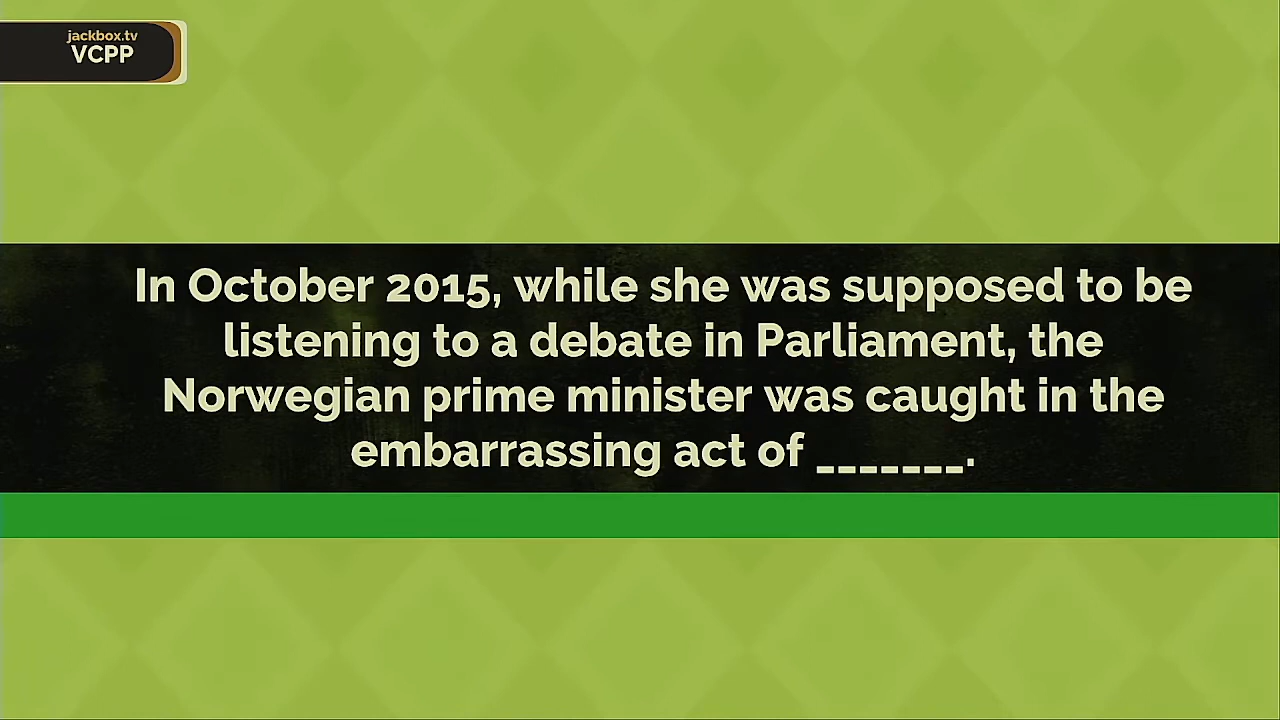 jackbox.tv
VCPP
In October 2015, while she was supposed to be
listening to a debate in Parliament, the
Norwegian prime minister was caught in the
embarrassing act of _______.